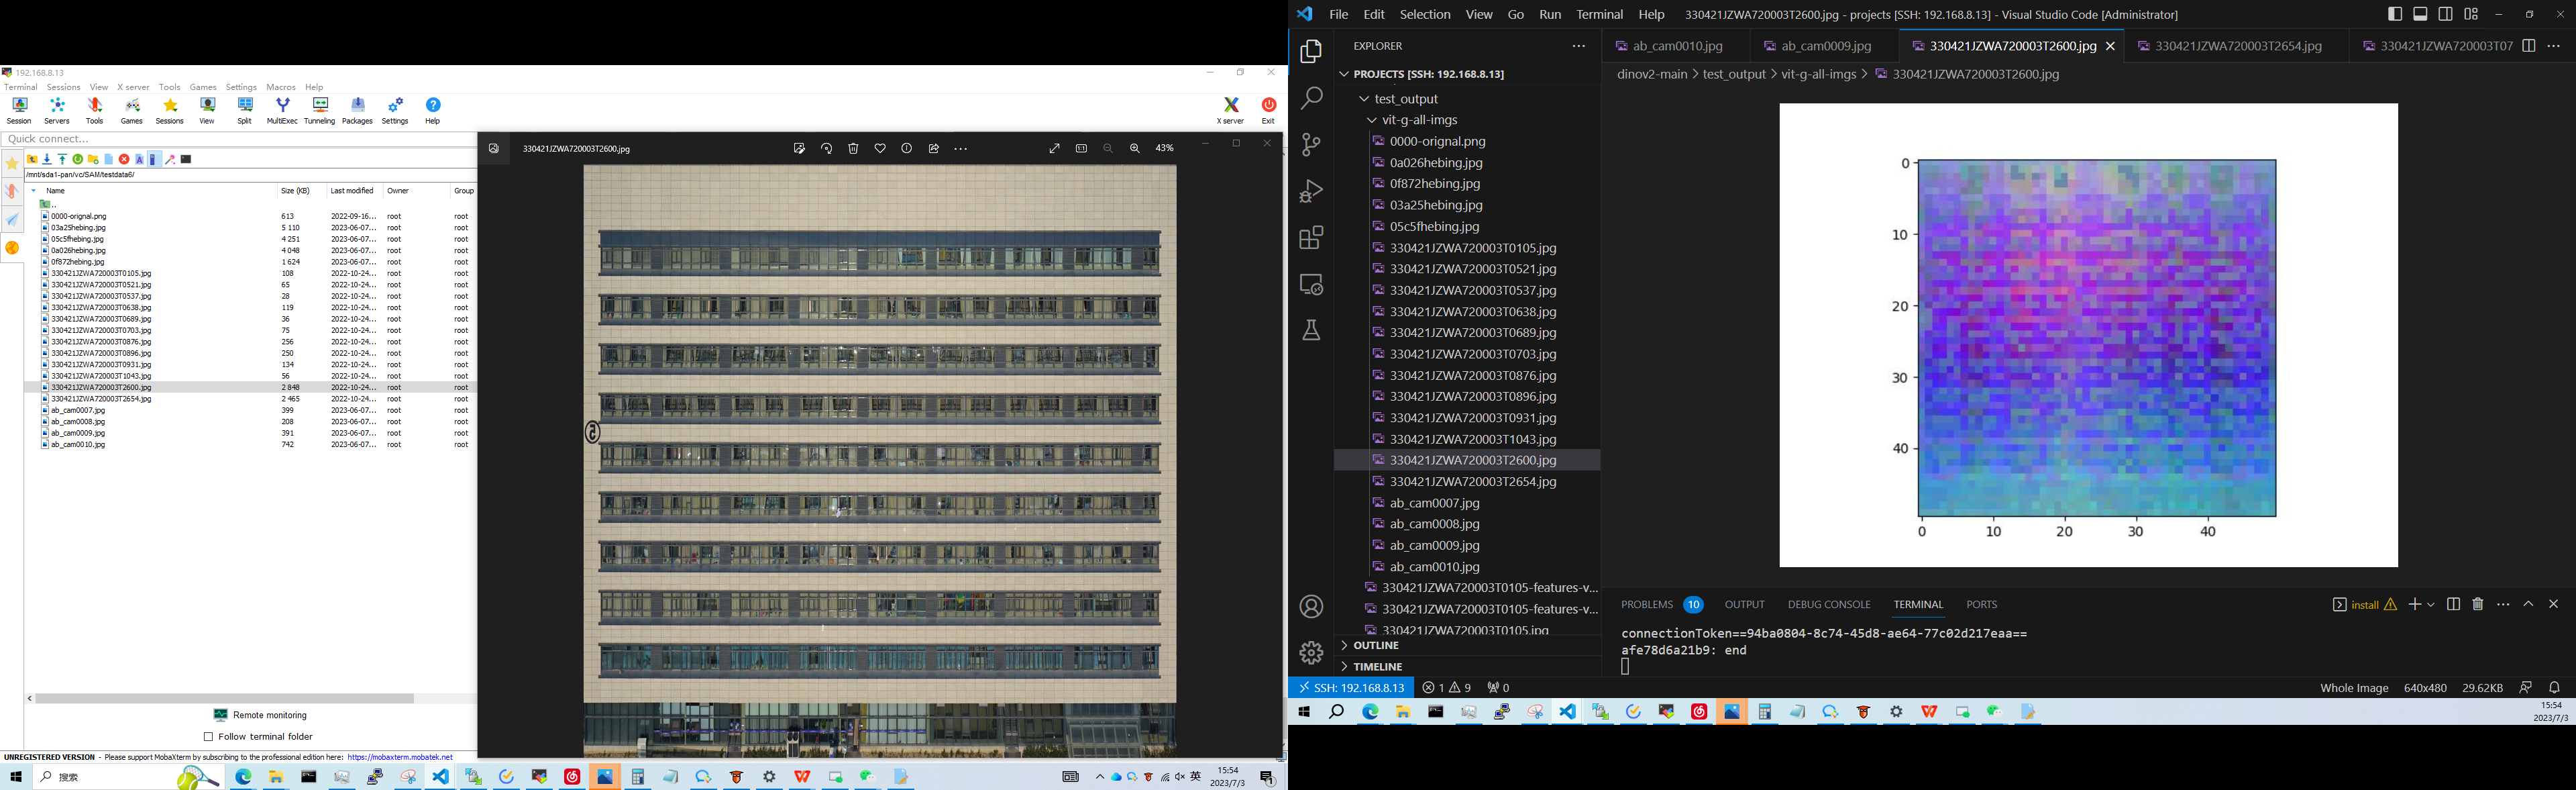 192.168.8.13
Terminal Sessions View X server Tools Games Settings Macros Help
Session Servers Tools Games Sessions View Split MultiExec Tunneling Packages Settings Help X server Exit
Quick connect...
/mnt/sda1-pan/vc/SAM/testdata6/
Name Size (KB) Last modified Owner Group
..
0000-orignal.png 613 2022-09-16... root root
03a25hebing.jpg 5 110 2023-06-07... root root
05c5fhebing.jpg 4 251 2023-06-07... root root
0a026hebing.jpg 4 048 2023-06-07... root root
0f872hebing.jpg 1 624 2023-06-07... root root
330421JZWA720003T0105.jpg 108 2022-10-24... root root
330421JZWA720003T0521.jpg 65 2022-10-24... root root
330421JZWA720003T0537.jpg 28 2022-10-24... root root
330421JZWA720003T0638.jpg 119 2022-10-24... root root
330421JZWA720003T0689.jpg 36 2022-10-24... root root
330421JZWA720003T0703.jpg 75 2022-10-24... root root
330421JZWA720003T0876.jpg 256 2022-10-24... root root
330421JZWA720003T0896.jpg 250 2022-10-24... root root
330421JZWA720003T0931.jpg 134 2022-10-24... root root
330421JZWA720003T1043.jpg 56 2022-10-24... root root
330421JZWA720003T2600.jpg 2 848 2022-10-24... root root
330421JZWA720003T2654.jpg 2 465 2022-10-24... root root
ab_cam0007.jpg 399 2023-06-07... root root
ab_cam0008.jpg 208 2023-06-07... root root
ab_cam0009.jpg 391 2023-06-07... root root
ab_cam0010.jpg 742 2023-06-07... root root
Remote monitoring
Follow terminal folder
UNREGISTERED VERSION - Please support MobaXterm by subscribing to the professional edition here: https://mobaxterm.mobatek.net
330421JZWA720003T2600.jpg 43%
5
搜索
英
15:54
2023/7/3
1
File Edit Selection View Go Run Terminal Help 330421JZWA720003T2600.jpg - projects [SSH: 192.168.8.13] - Visual Studio Code [Administrator]
EXPLORER
PROJECTS [SSH: 192.168.8.13]
test_output
vit-g-all-imgs
0000-orignal.png
0a026hebing.jpg
0f872hebing.jpg
03a25hebing.jpg
05c5fhebing.jpg
330421JZWA720003T0105.jpg
330421JZWA720003T0521.jpg
330421JZWA720003T0537.jpg
330421JZWA720003T0638.jpg
330421JZWA720003T0689.jpg
330421JZWA720003T0703.jpg
330421JZWA720003T0876.jpg
330421JZWA720003T0896.jpg
330421JZWA720003T0931.jpg
330421JZWA720003T1043.jpg
330421JZWA720003T2600.jpg
330421JZWA720003T2654.jpg
ab_cam0007.jpg
ab_cam0008.jpg
ab_cam0009.jpg
ab_cam0010.jpg
330421JZWA720003T0105-features-v...
330421JZWA720003T0105-features-v...
330421JZWA720003T0105.jpg
OUTLINE
TIMELINE
ab_cam0010.jpg ab_cam0009.jpg 330421JZWA720003T2600.jpg 330421JZWA720003T2654.jpg 330421JZWA720003T07
dinov2-main > test_output > vit-g-all-imgs > 330421JZWA720003T2600.jpg
0
10
20
30
40
0 10 20 30 40
PROBLEMS 10 OUTPUT DEBUG CONSOLE TERMINAL PORTS install
connectionToken==94ba0804-8c74-45d8-ae64-77c02d217eaa==
afe78d6a21b9: end
SSH: 192.168.8.13 1 9 0 Whole Image 640x480 29.62KB
15:54
2023/7/3